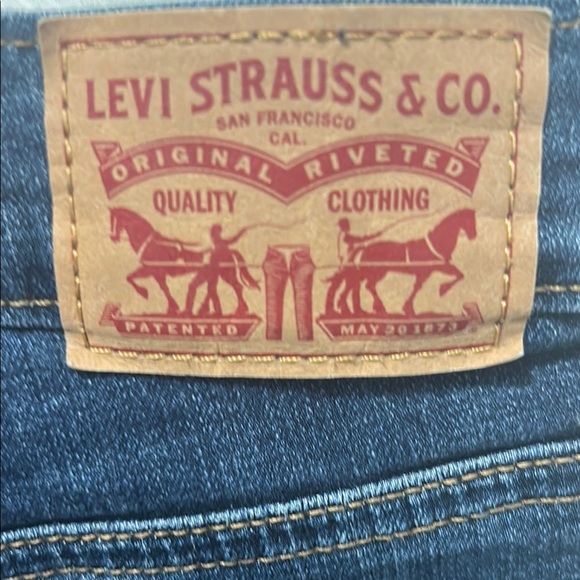 LEVI STRAUSS & CO.
SAN FRANCISCO
CAL.
ORIGINAL RIVETED
QUALITY CLOTHING
PATENTED MAY 20 1873